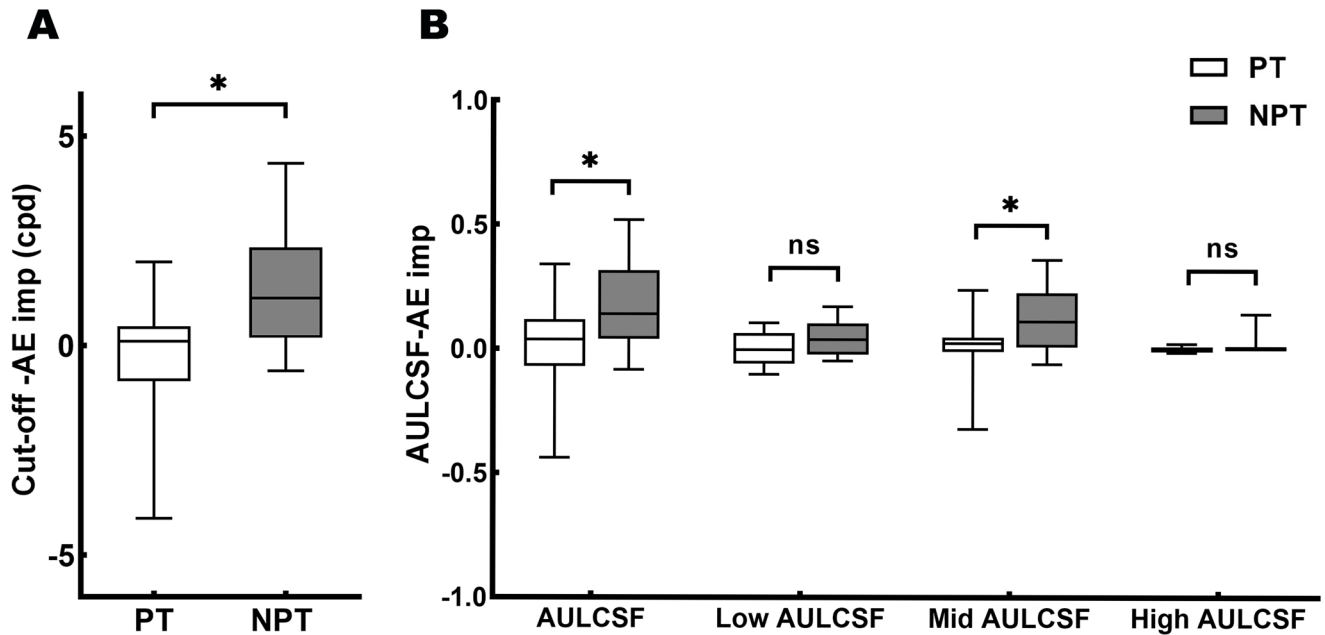 A
B
PT
NPT
*
5
0
-5
Cut-off -AE imp (cpd)
PT NPT
1.0
0.5
0.0
-0.5
-1.0
AULCSF-AE imp
*
ns
*
ns
AULCSF Low AULCSF Mid AULCSF High AULCSF